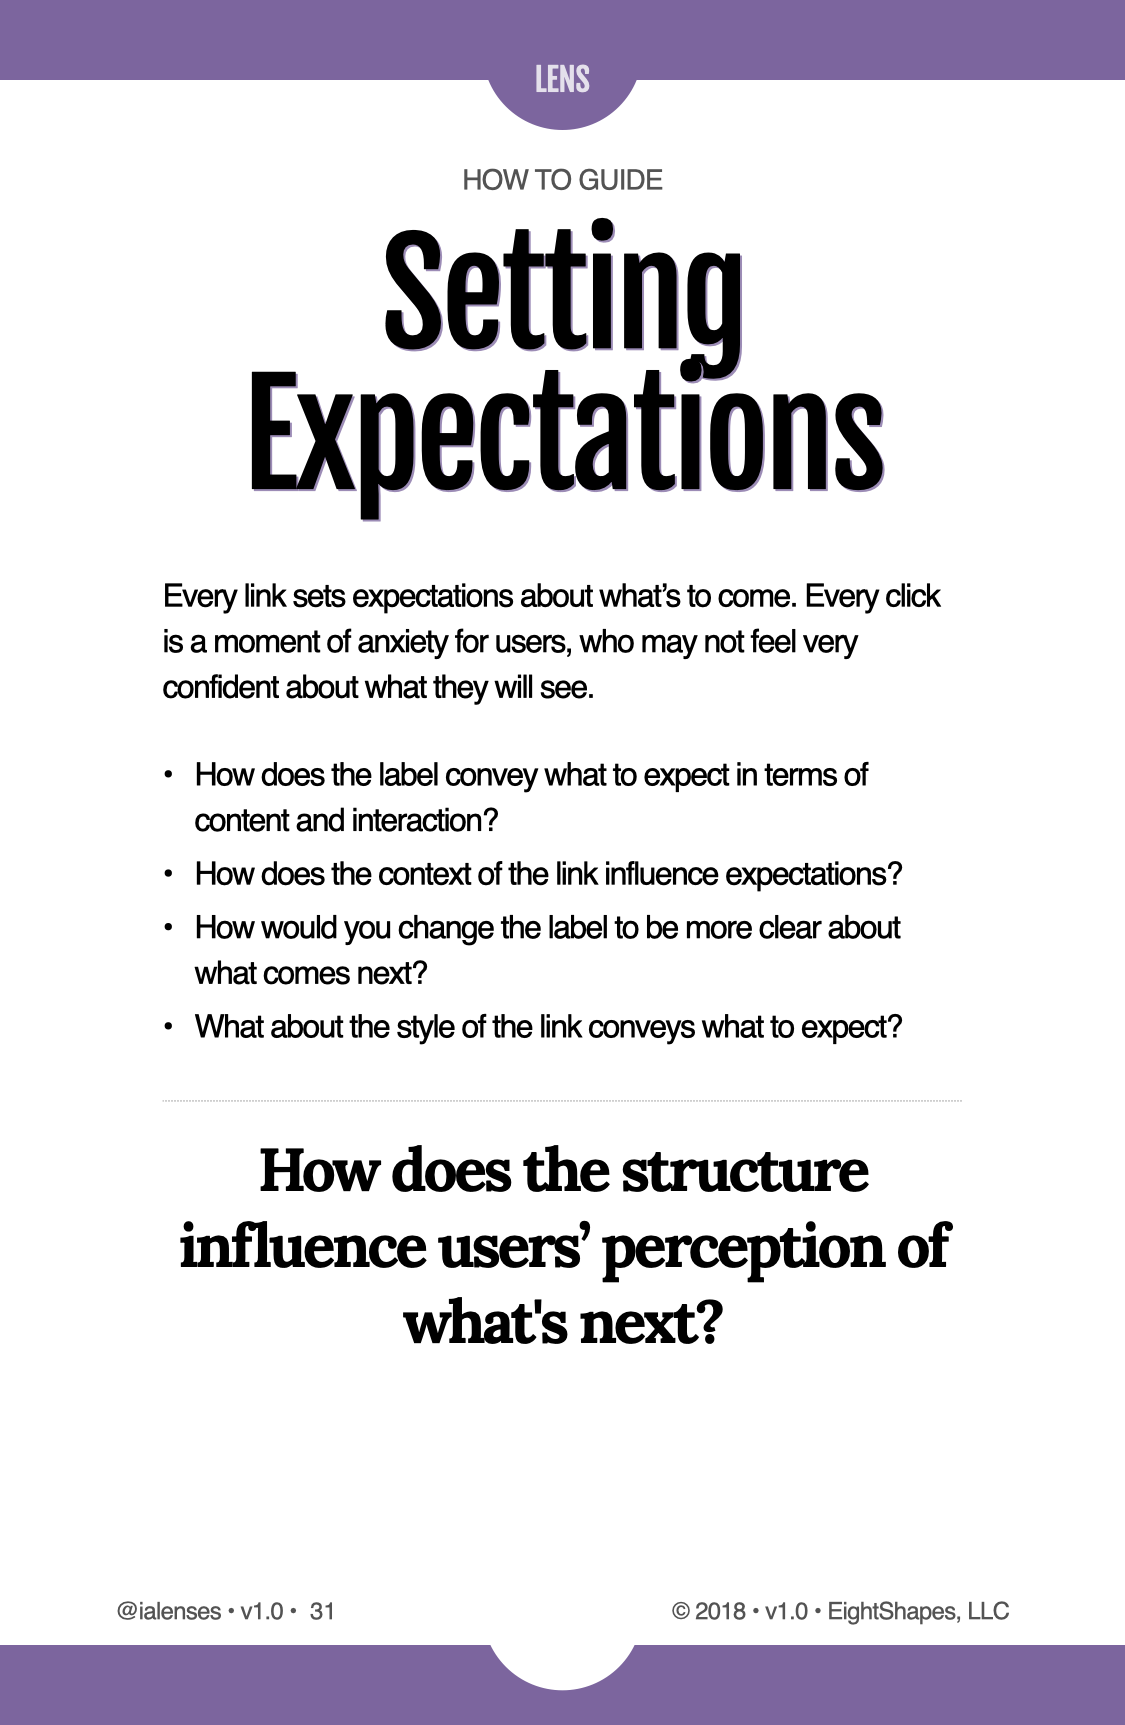 LENS
HOW TO GUIDE
Setting
Expectations
Every link sets expectations about what’s to come. Every click
is a moment of anxiety for users, who may not feel very
confident about what they will see.
• How does the label convey what to expect in terms of
content and interaction?
• How does the context of the link influence expectations?
• How would you change the label to be more clear about
what comes next?
• What about the style of the link conveys what to expect?
How does the structure
influence users’ perception of
what's next?
@ialenses • v1.0 • 31
© 2018 • v1.0 • EightShapes, LLC